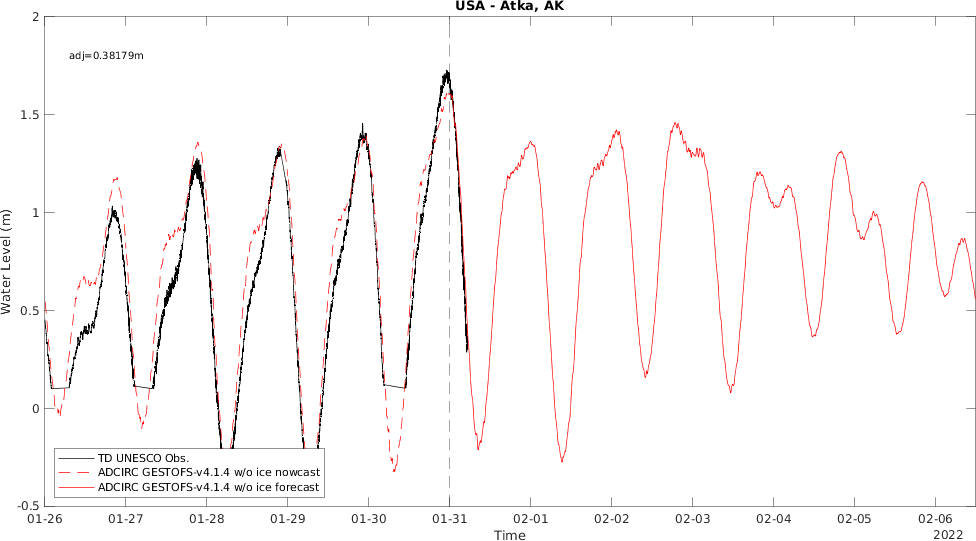 USA - Atka, AK
adj=0.38179m
Water Level (m)
2
1.5
1
0.5
0
-0.5
TD UNESCO Obs.
ADCIRC GESTOFS-v4.1.4 w/o ice nowcast
ADCIRC GESTOFS-v4.1.4 w/o ice forecast
01-26 01-27 01-28 01-29 01-30 01-31 02-01 02-02 02-03 02-04 02-05 02-06
Time
2022